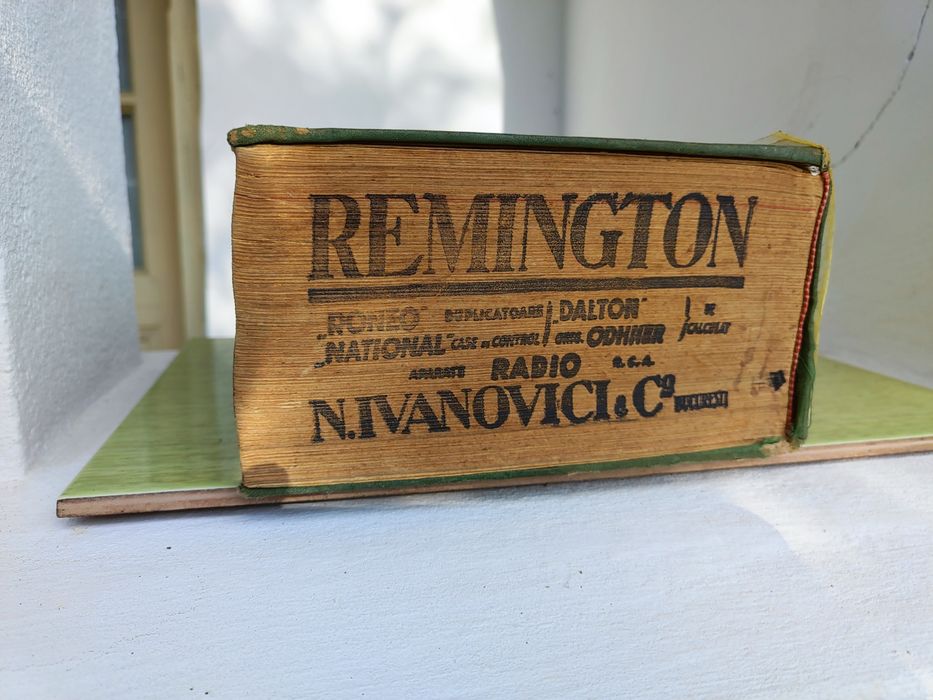 REMINGTON
„RONEO" DUPLICATOARE „DALTON" DE
„NATIONAL" CASE DE CONTROL ORIG. ODHNER CALCULAT
APARATE RADIO R.C.A.
N.IVANOVICI & Cº BUCUREȘTI